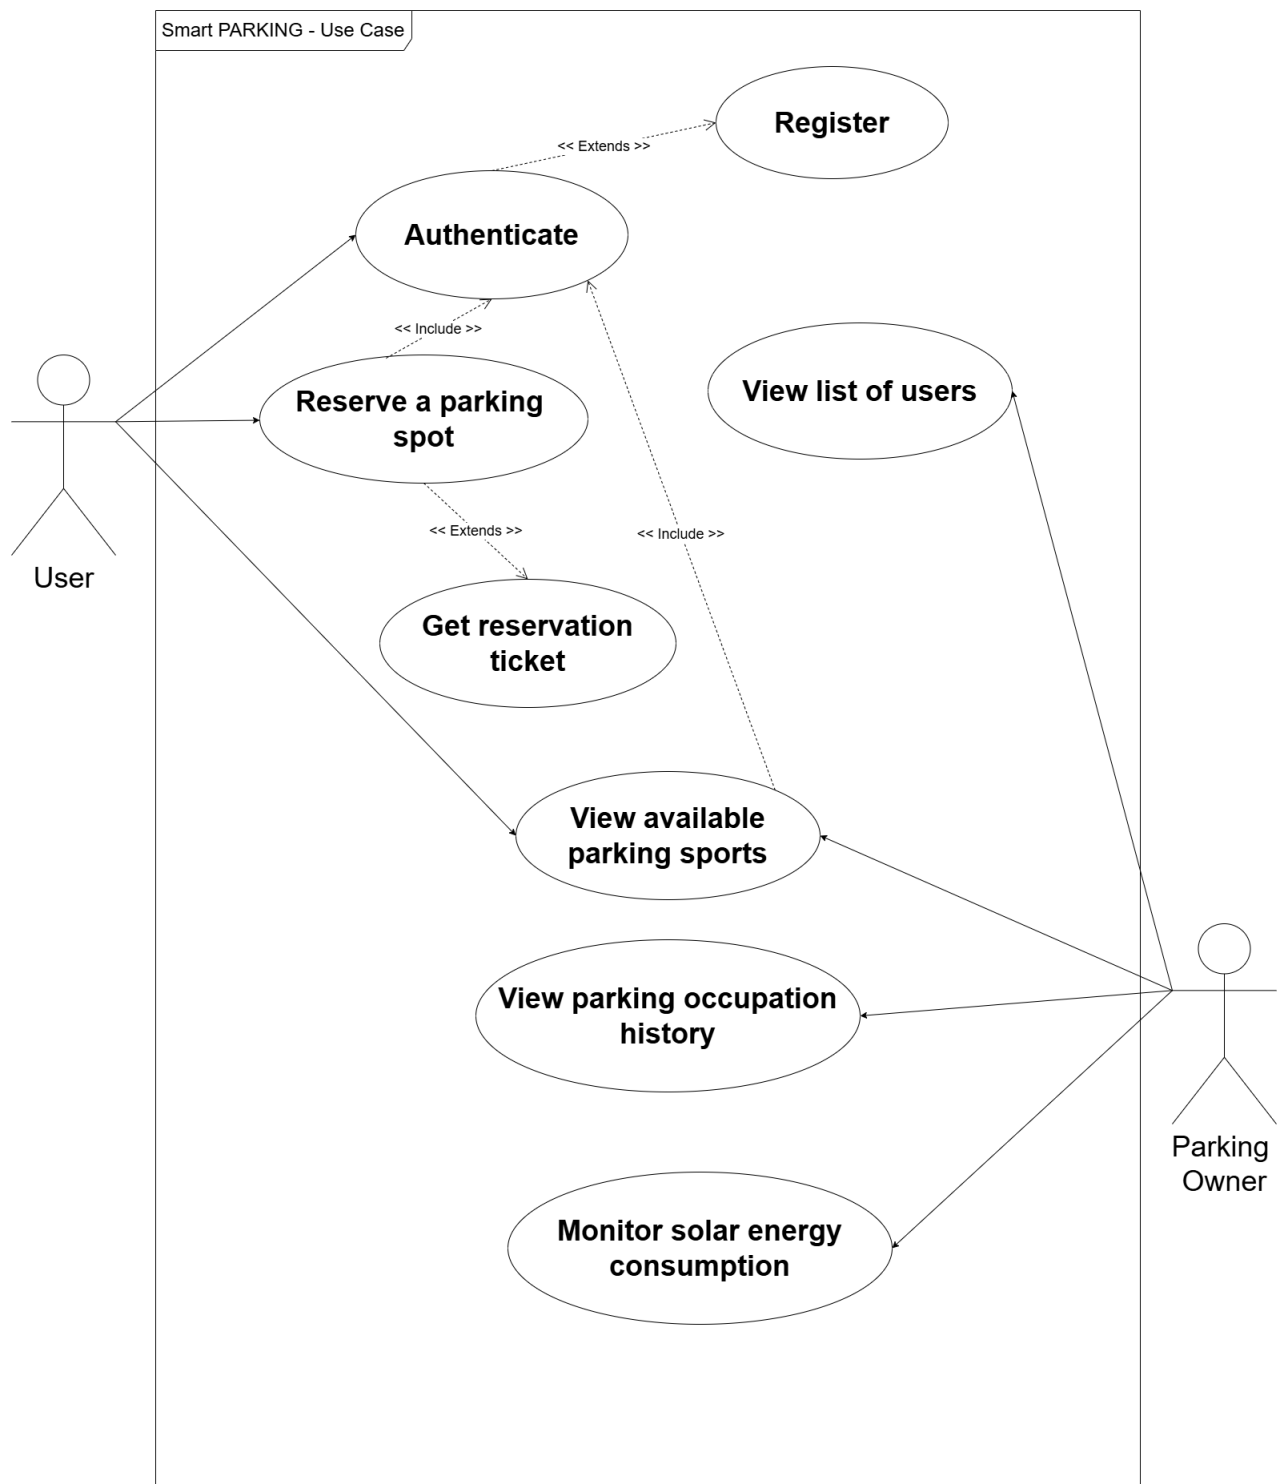 Smart PARKING - Use Case
Register
<< Extends >>
Authenticate
<< Include >>
Reserve a parking
spot
View list of users
<< Extends >>
<< Include >>
User
Get reservation
ticket
View available
parking sports
View parking occupation
history
Parking
Owner
Monitor solar energy
consumption